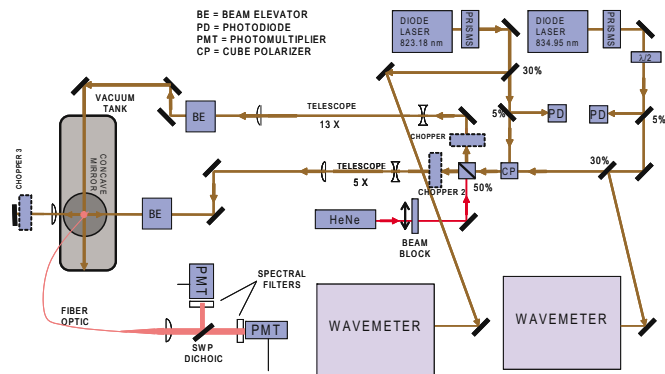 BE = BEAM ELEVATOR
PD = PHOTODIODE
PMT = PHOTOMULTIPLIER
CP = CUBE POLARIZER
DIODE
LASER
823.18 nm
PRISMS
DIODE
LASER
834.95 nm
PRISMS
λ/2
30%
VACUUM
TANK
BE
TELESCOPE
13 X
CHOPPER
5%
PD
PD
5%
CHOPPER 3
CONCAVE
MIRROR
BE
TELESCOPE
5 X
CHOPPER 2
50%
CP
30%
HeNe
BEAM
BLOCK
FIBER
OPTIC
PMT
SPECTRAL
FILTERS
PMT
SWP
DICHOIC
WAVEMETER
WAVEMETER